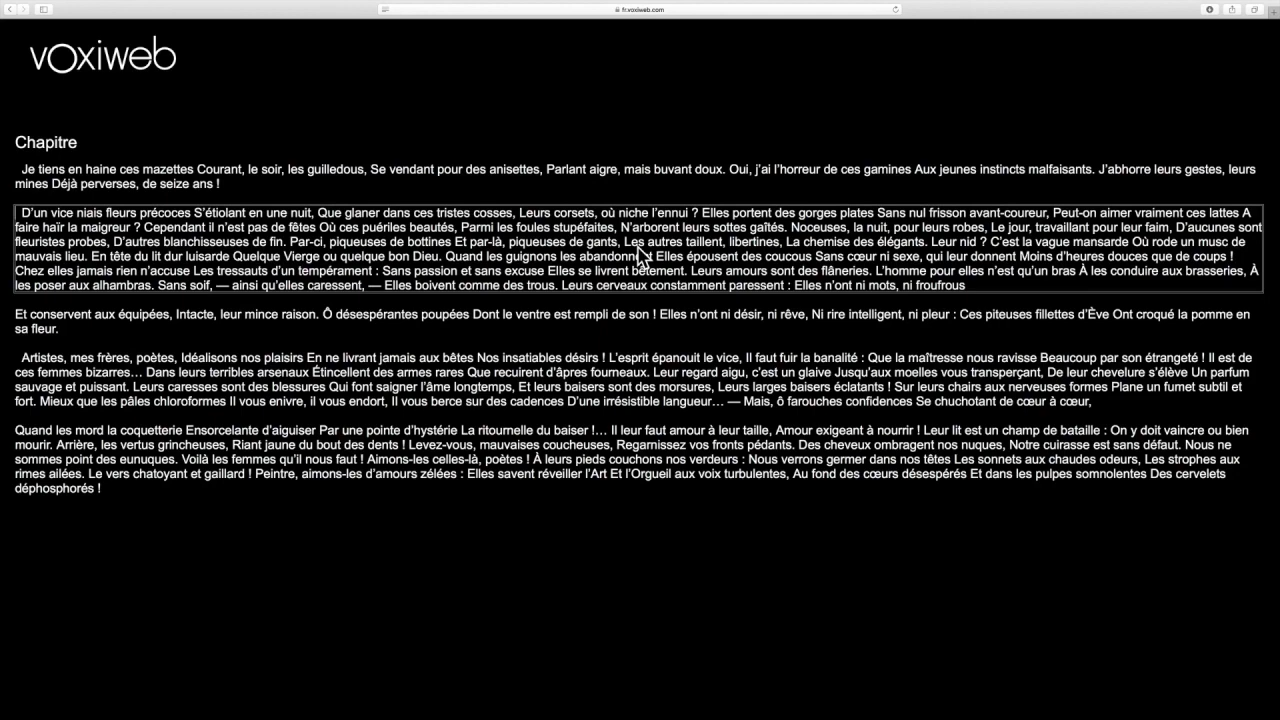 fr.voxiweb.com
voxiweb
Chapitre
Je tiens en haine ces mazettes Courant, le soir, les guilledous, Se vendant pour des anisettes, Parlant aigre, mais buvant doux. Oui, j’ai l’horreur de ces gamines Aux jeunes instincts malfaisants. J’abhorre leurs gestes, leurs
mines Déjà perverses, de seize ans !
D’un vice niais fleurs précoces S’étiolant en une nuit, Que glaner dans ces tristes cosses, Leurs corsets, où niche l’ennui ? Elles portent des gorges plates Sans nul frisson avant-coureur, Peut-on aimer vraiment ces lattes A
faire haïr la maigreur ? Cependant il n’est pas de fêtes Où ces puériles beautés, Parmi les foules stupéfaites, N’arborent leurs sottes gaîtés. Noceuses, la nuit, pour leurs robes, Le jour, travaillant pour leur faim, D’aucunes sont
fleuristes probes, D’autres blanchisseuses de fin. Par-ci, piqueuses de bottines Et par-là, piqueuses de gants, Les autres taillent, libertines, La chemise des élégants. Leur nid ? C’est la vague mansarde Où rode un musc de
mauvais lieu. En tête du lit dur luisarde Quelque Vierge ou quelque bon Dieu. Quand les guignons les abandonnent Elles épousent des coucous Sans cœur ni sexe, qui leur donnent Moins d’heures douces que de coups !
Chez elles jamais rien n’accuse Les tressauts d’un tempérament : Sans passion et sans excuse Elles se livrent bêtement. Leurs amours sont des flâneries. L’homme pour elles n’est qu’un bras À les conduire aux brasseries, À
les poser aux alhambras. Sans soif, — ainsi qu’elles caressent, — Elles boivent comme des trous. Leurs cerveaux constamment paressent : Elles n’ont ni mots, ni froufrous
Et conservent aux équipées, Intacte, leur mince raison. Ô désespérantes poupées Dont le ventre est rempli de son ! Elles n’ont ni désir, ni rêve, Ni rire intelligent, ni pleur : Ces piteuses fillettes d’Ève Ont croqué la pomme en
sa fleur.
Artistes, mes frères, poètes, Idéalisons nos plaisirs En ne livrant jamais aux bêtes Nos insatiables désirs ! L’esprit épanouit le vice, Il faut fuir la banalité : Que la maîtresse nous ravisse Beaucoup par son étrangeté ! Il est de
ces femmes bizarres… Dans leurs terribles arsenaux Étincellent des armes rares Que recuirent d’âpres fourneaux. Leur regard aigu, c’est un glaive Jusqu’aux moelles vous transperçant, De leur chevelure s’élève Un parfum
sauvage et puissant. Leurs caresses sont des blessures Qui font saigner l’âme longtemps, Et leurs baisers sont des morsures, Leurs larges baisers éclatants ! Sur leurs chairs aux nerveuses formes Plane un fumet subtil et
fort. Mieux que les pâles chloroformes Il vous enivre, il vous endort, Il vous berce sur des cadences D’une irrésistible langueur… — Mais, ô farouches confidences Se chuchotant de cœur à cœur,
Quand les mord la coquetterie Ensorcelante d’aiguiser Par une pointe d’hystérie La ritournelle du baiser !… Il leur faut amour à leur taille, Amour exigeant à nourrir ! Leur lit est un champ de bataille : On y doit vaincre ou bien
mourir. Arrière, les vertus grincheuses, Riant jaune du bout des dents ! Levez-vous, mauvaises coucheuses, Regarnissez vos fronts pédants. Des cheveux ombragent nos nuques, Notre cuirasse est sans défaut. Nous ne
sommes point des eunuques. Voilà les femmes qu’il nous faut ! Aimons-les celles-là, poètes ! À leurs pieds couchons nos verdeurs : Nous verrons germer dans nos têtes Les sonnets aux chaudes odeurs, Les strophes aux
rimes ailées. Le vers chatoyant et gaillard ! Peintre, aimons-les d’amours zélées : Elles savent réveiller l’Art Et l’Orgueil aux voix turbulentes, Au fond des cœurs désespérés Et dans les pulpes somnolentes Des cervelets
déphosphorés !